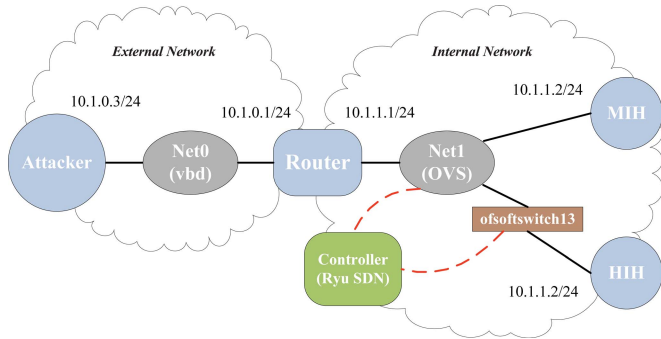 External Network
Internal Network
10.1.0.3/24
10.1.0.1/24
10.1.1.1/24
10.1.1.2/24
MIH
Attacker
Net0
(vbd)
Router
Net1
(OVS)
ofsoftswitch13
Controller
(Ryu SDN)
HIH
10.1.1.2/24